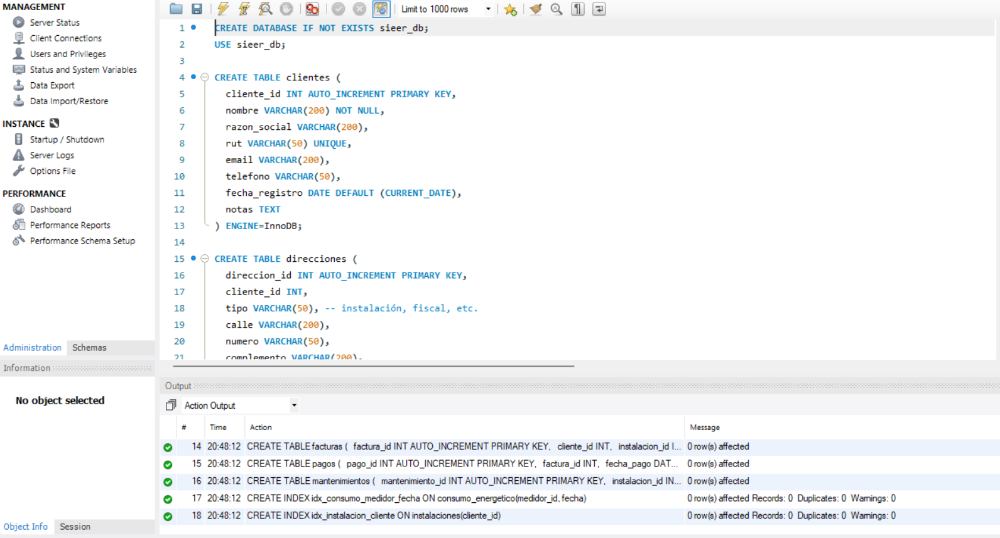 MANAGEMENT
Server Status
Client Connections
Users and Privileges
Status and System Variables
Data Export
Data Import/Restore
INSTANCE
Startup / Shutdown
Server Logs
Options File
PERFORMANCE
Dashboard
Performance Reports
Performance Schema Setup
Administration Schemas
Information
No object selected
Object Info Session
Limit to 1000 rows
1 CREATE DATABASE IF NOT EXISTS sieer_db;
2 USE sieer_db;
3
4 CREATE TABLE clientes (
5 cliente_id INT AUTO_INCREMENT PRIMARY KEY,
6 nombre VARCHAR(200) NOT NULL,
7 razon_social VARCHAR(200),
8 rut VARCHAR(50) UNIQUE,
9 email VARCHAR(200),
10 telefono VARCHAR(50),
11 fecha_registro DATE DEFAULT (CURRENT_DATE),
12 notas TEXT
13 ) ENGINE=InnoDB;
14
15 CREATE TABLE direcciones (
16 direccion_id INT AUTO_INCREMENT PRIMARY KEY,
17 cliente_id INT,
18 tipo VARCHAR(50), -- instalación, fiscal, etc.
19 calle VARCHAR(200),
20 numero VARCHAR(50),
21 complemento VARCHAR(200),
Output
Action Output
# Time Action Message
14 20:48:12 CREATE TABLE facturas ( factura_id INT AUTO_INCREMENT PRIMARY KEY, cliente_id INT, instalacion_id I... 0 row(s) affected
15 20:48:12 CREATE TABLE pagos ( pago_id INT AUTO_INCREMENT PRIMARY KEY, factura_id INT, fecha_pago DAT... 0 row(s) affected
16 20:48:12 CREATE TABLE mantenimientos ( mantenimiento_id INT AUTO_INCREMENT PRIMARY KEY, instalacion_id IN... 0 row(s) affected
17 20:48:12 CREATE INDEX idx_consumo_medidor_fecha ON consumo_energetico(medidor_id, fecha) 0 row(s) affected Records: 0 Duplicates: 0 Warnings: 0
18 20:48:12 CREATE INDEX idx_instalacion_cliente ON instalaciones(cliente_id) 0 row(s) affected Records: 0 Duplicates: 0 Warnings: 0